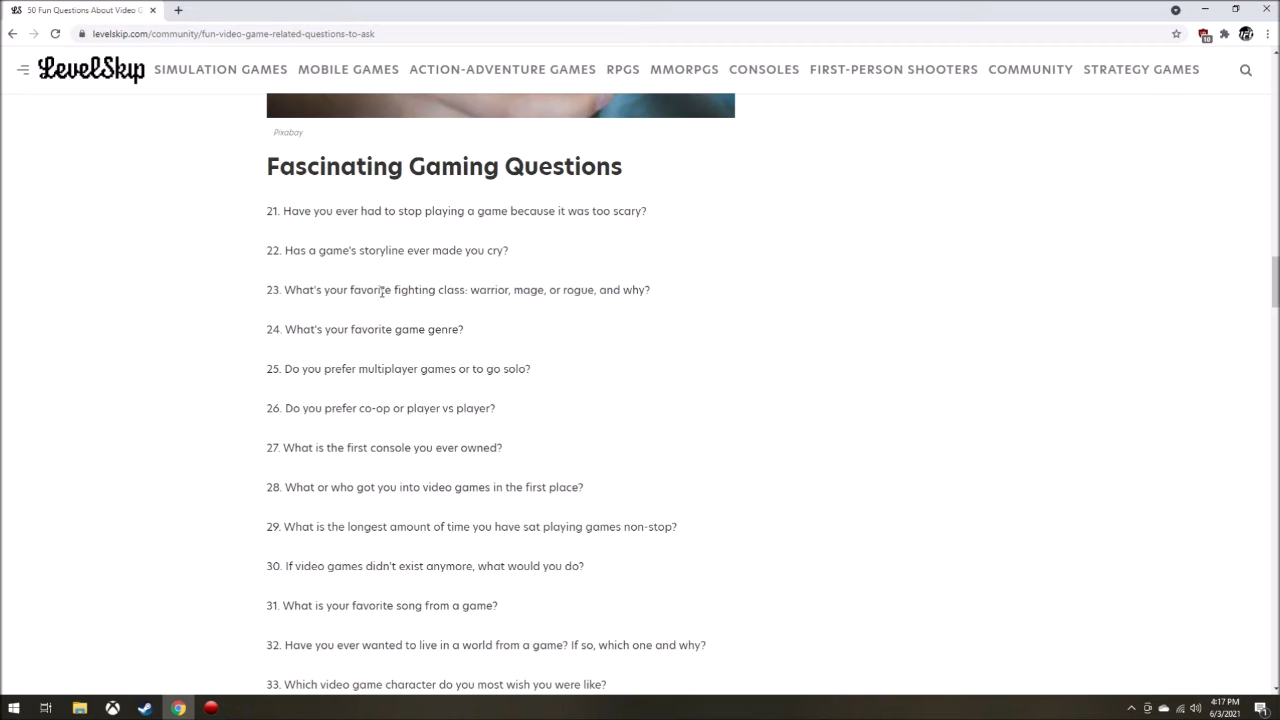 50 Fun Questions About Video G
levelskip.com/community/fun-video-game-related-questions-to-ask
10
LevelSkip SIMULATION GAMES MOBILE GAMES ACTION-ADVENTURE GAMES RPGS MMORPGS CONSOLES FIRST-PERSON SHOOTERS COMMUNITY STRATEGY GAMES
Pixabay
Fascinating Gaming Questions
21. Have you ever had to stop playing a game because it was too scary?
22. Has a game's storyline ever made you cry?
23. What's your favorite fighting class: warrior, mage, or rogue, and why?
24. What's your favorite game genre?
25. Do you prefer multiplayer games or to go solo?
26. Do you prefer co-op or player vs player?
27. What is the first console you ever owned?
28. What or who got you into video games in the first place?
29. What is the longest amount of time you have sat playing games non-stop?
30. If video games didn't exist anymore, what would you do?
31. What is your favorite song from a game?
32. Have you ever wanted to live in a world from a game? If so, which one and why?
33. Which video game character do you most wish you were like?
4:17 PM
6/3/2021
1